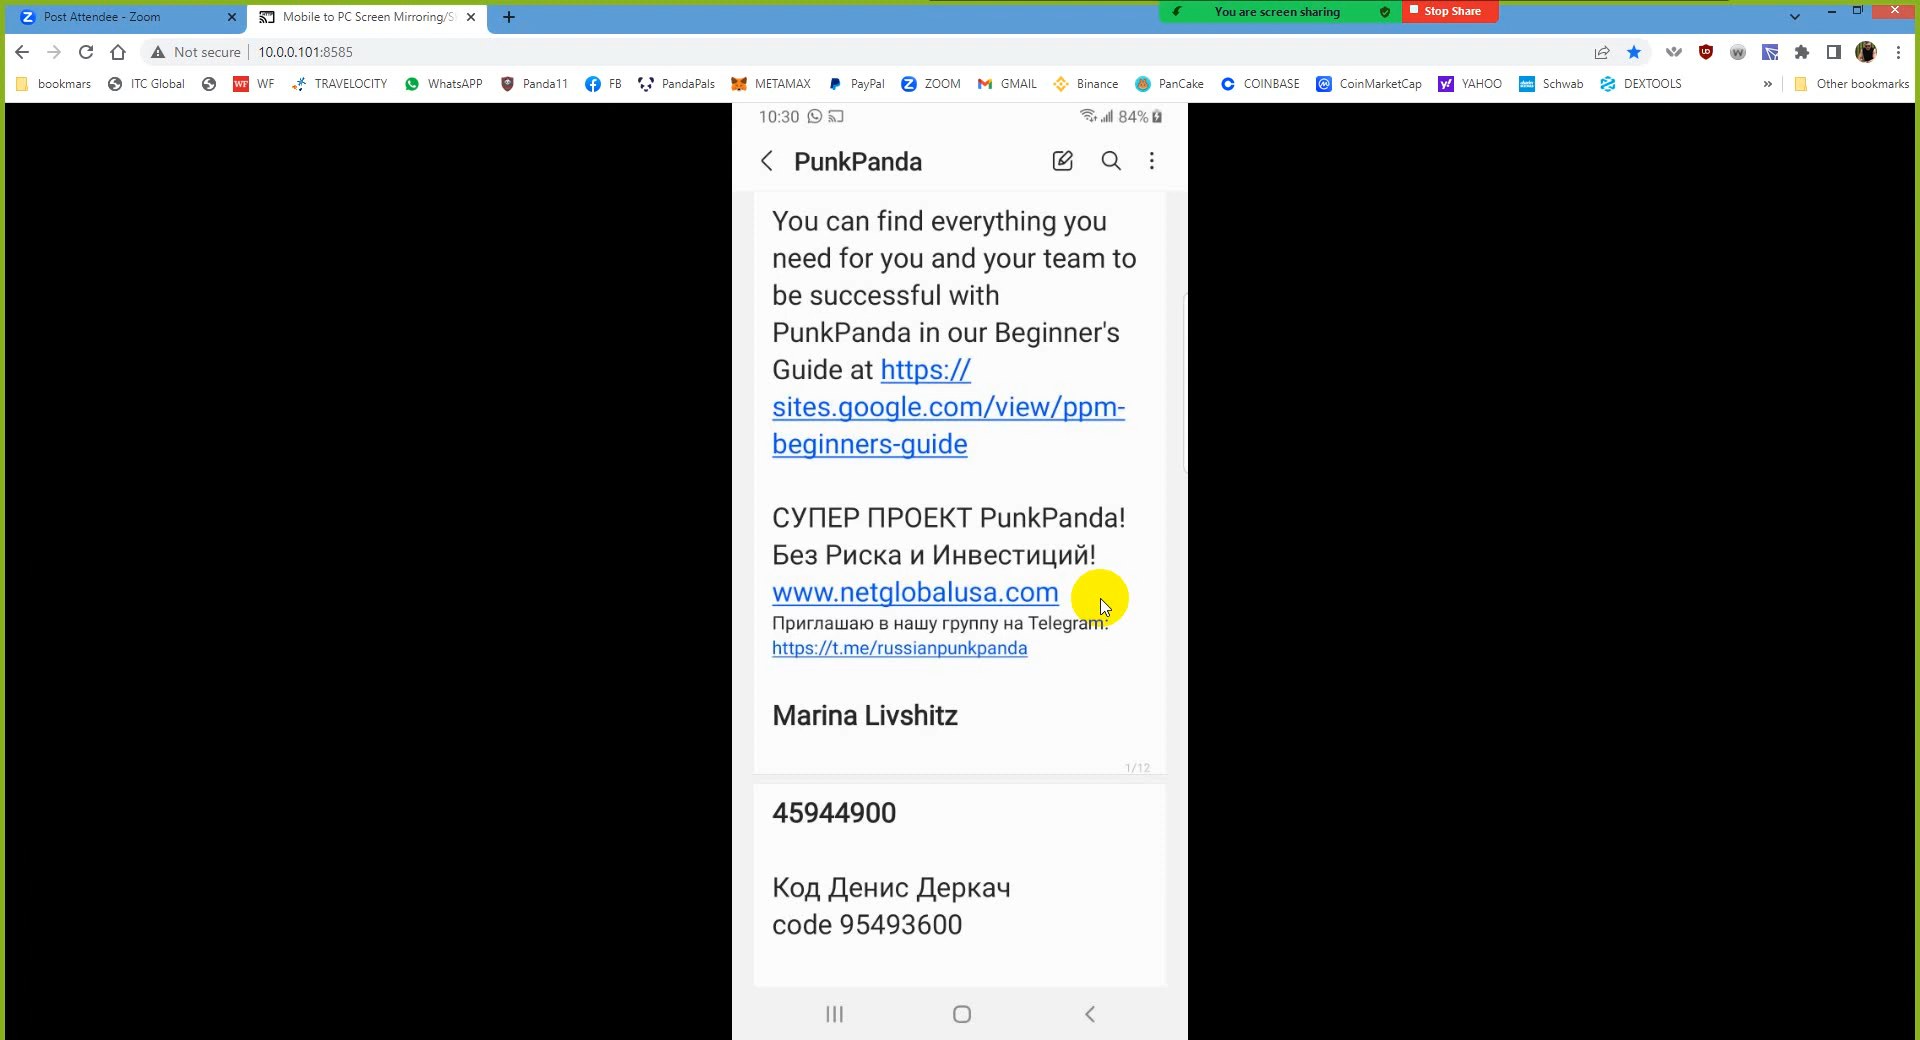 Post Attendee - Zoom
Mobile to PC Screen Mirroring/S
You are screen sharing
Stop Share
Not secure
10.0.0.101:8585
bookmars
ITC Global
WF
TRAVELOCITY
WhatsAPP
Panda11
FB
PandaPals
METAMAX
PayPal
ZOOM
GMAIL
Binance
PanCake
COINBASE
CoinMarketCap
YAHOO
Schwab
DEXTOOLS
Other bookmarks
10:30
84%
PunkPanda
You can find everything you
need for you and your team to
be successful with
PunkPanda in our Beginner's
Guide at https://
sites.google.com/view/ppm-
beginners-guide
СУПЕР ПРОЕКТ PunkPanda!
Без Риска и Инвестиций!
www.netglobalusa.com
Приглашаю в нашу группу на Telegram:
https://t.me/russianpunkpanda
Marina Livshitz
1/12
45944900
Код Денис Деркач
code 95493600